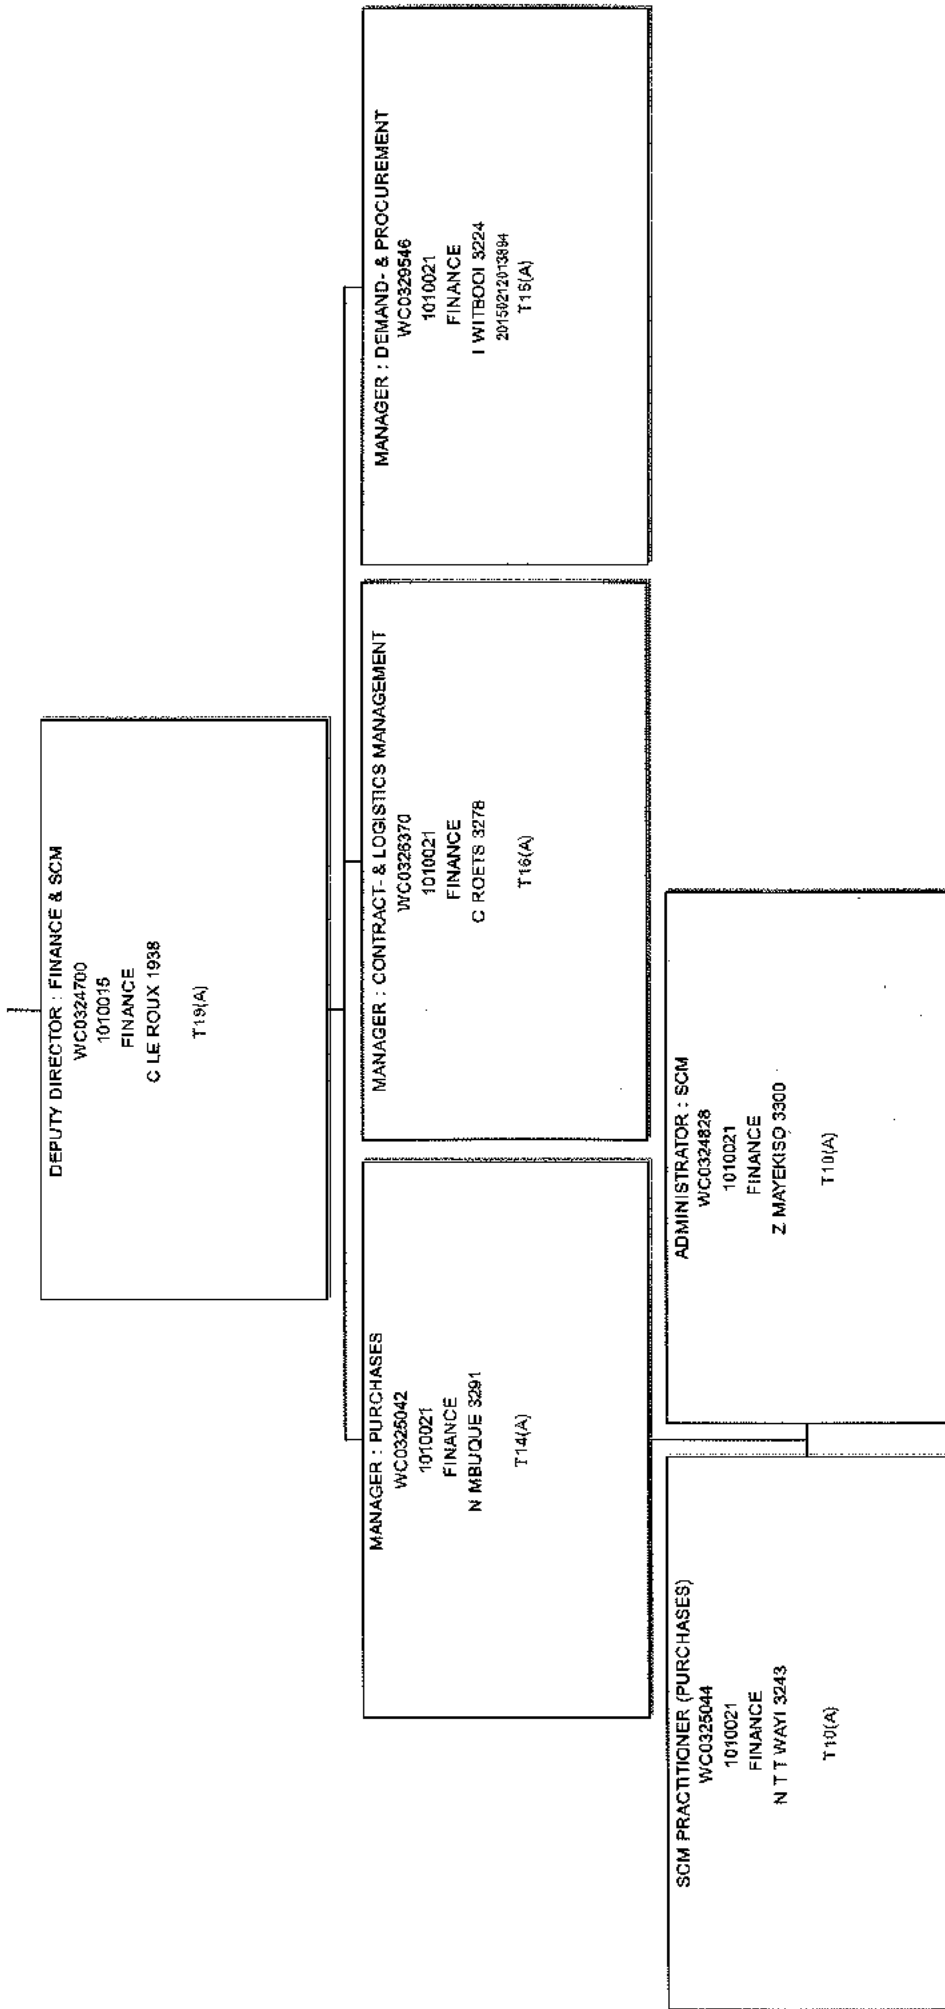 DEPUTY DIRECTOR : FINANCE & SCM
WC0324700
1010015
FINANCE
C LE ROUX 1938
T19(A)
MANAGER : PURCHASES
WC0325042
1010021
FINANCE
N MBUQUE 3291
T14(A)
MANAGER : CONTRACT- & LOGISTICS MANAGEMENT
WC0326370
1010021
FINANCE
C ROETS 3278
T16(A)
MANAGER : DEMAND- & PROCUREMENT
WC0329546
1010021
FINANCE
I WITBOOI 3224
20150212013894
T16(A)
SCM PRACTITIONER (PURCHASES)
WC0325044
1010021
FINANCE
N T T WAYI 3243
T10(A)
ADMINISTRATOR : SCM
WC0324828
1010021
FINANCE
Z MAYEKISO 3300
T10(A)